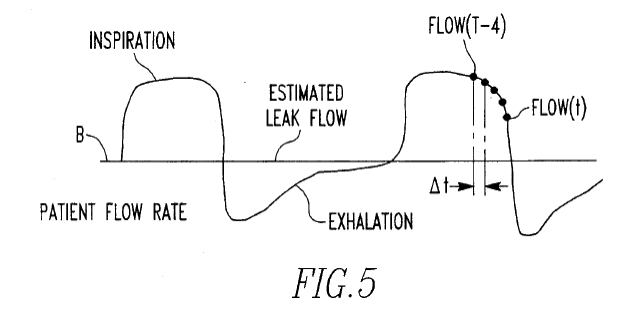 FLOW(T-4)
INSPIRATION
ESTIMATED
LEAK FLOW
FLOW(t)
B
Δt
PATIENT FLOW RATE
EXHALATION
FIG.5